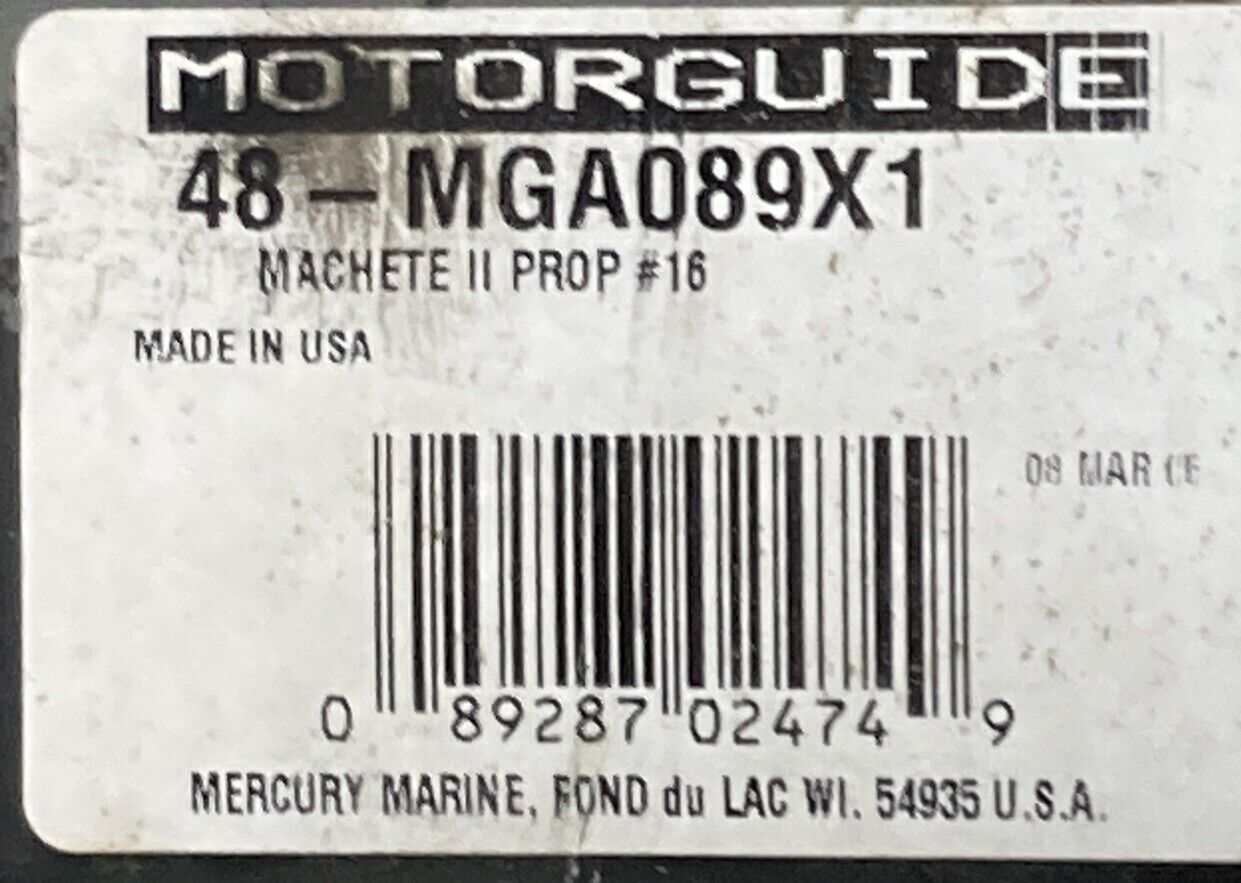 MOTORGUIDE
48-MGA089X1
MACHETE II PROP #16
MADE IN USA
MAR
0 89287 02474 9
MERCURY MARINE, FOND du LAC WI. 54935 U.S.A.